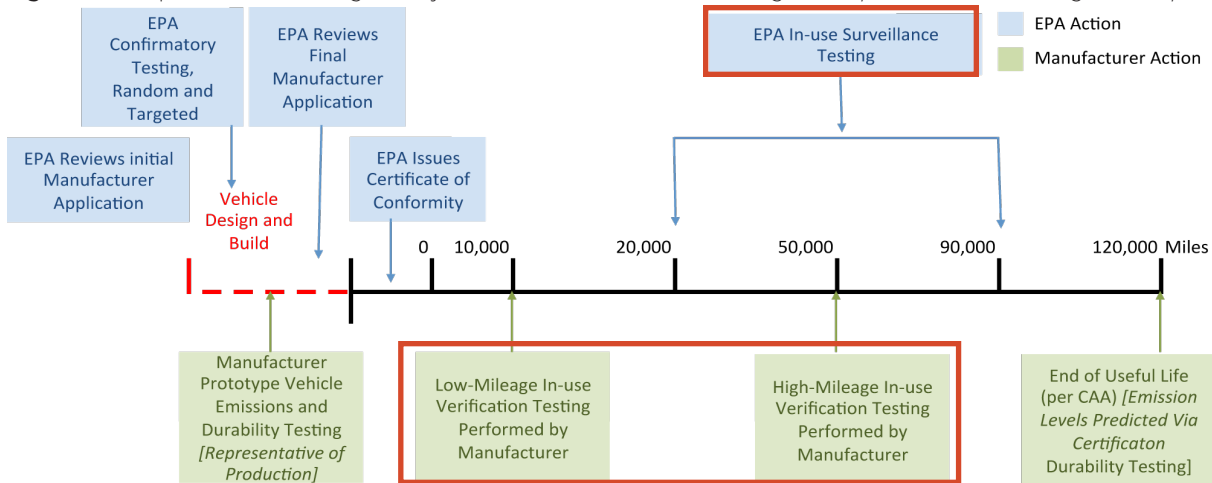 EPA
Confirmatory
Testing,
Random and
Targeted
EPA Reviews
Final
Manufacturer
Application
EPA In-use Surveillance
Testing
EPA Action
Manufacturer Action
EPA Reviews initial
Manufacturer
Application
EPA Issues
Certificate of
Conformity
Vehicle
Design and
Build
0
10,000
20,000
50,000
90,000
120,000 Miles
Manufacturer
Prototype Vehicle
Emissions and
Durability Testing
[Representative of
Production]
Low-Mileage In-use
Verification Testing
Performed by
Manufacturer
High-Mileage In-use
Verification Testing
Performed by
Manufacturer
End of Useful Life
(per CAA) [Emission
Levels Predicted Via
Certificaton
Durability Testing]